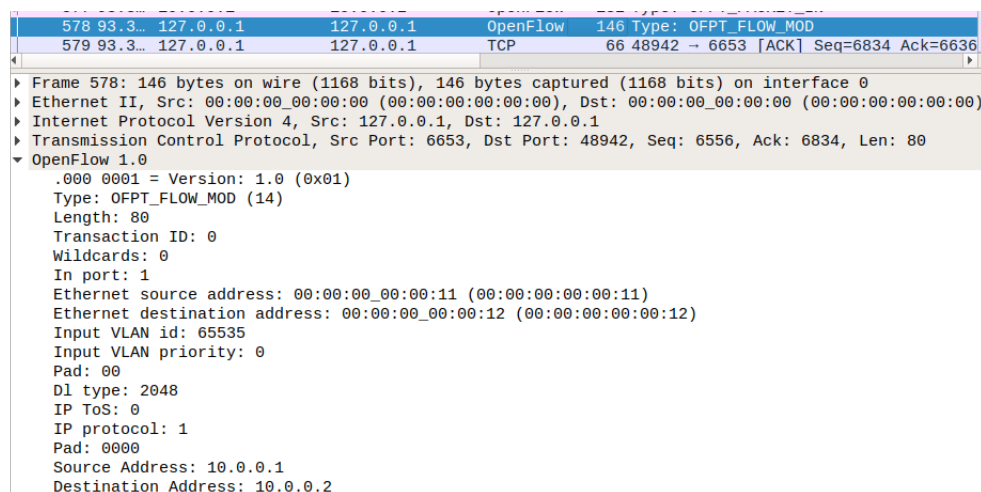 578 93.3… 127.0.0.1 127.0.0.1 OpenFlow 146 Type: OFPT_FLOW_MOD
579 93.3… 127.0.0.1 127.0.0.1 TCP 66 48942 → 6653 [ACK] Seq=6834 Ack=6636
Frame 578: 146 bytes on wire (1168 bits), 146 bytes captured (1168 bits) on interface 0
Ethernet II, Src: 00:00:00_00:00:00 (00:00:00:00:00:00), Dst: 00:00:00_00:00:00 (00:00:00:00:00:00)
Internet Protocol Version 4, Src: 127.0.0.1, Dst: 127.0.0.1
Transmission Control Protocol, Src Port: 6653, Dst Port: 48942, Seq: 6556, Ack: 6834, Len: 80
OpenFlow 1.0
.000 0001 = Version: 1.0 (0x01)
Type: OFPT_FLOW_MOD (14)
Length: 80
Transaction ID: 0
Wildcards: 0
In port: 1
Ethernet source address: 00:00:00_00:00:11 (00:00:00:00:00:11)
Ethernet destination address: 00:00:00_00:00:12 (00:00:00:00:00:12)
Input VLAN id: 65535
Input VLAN priority: 0
Pad: 00
Dl type: 2048
IP ToS: 0
IP protocol: 1
Pad: 0000
Source Address: 10.0.0.1
Destination Address: 10.0.0.2